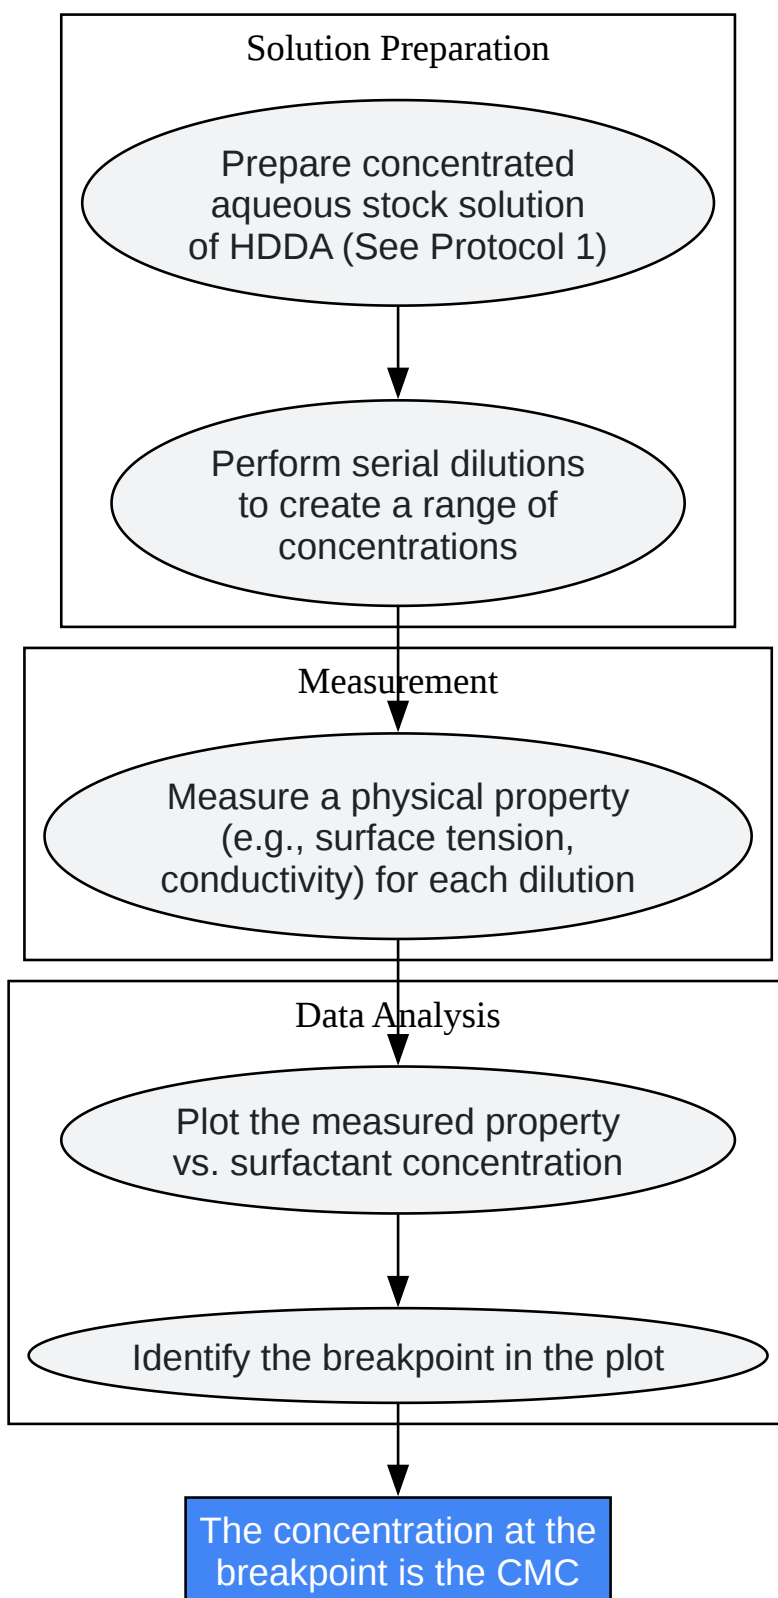 Solution Preparation
Prepare concentrated
aqueous stock solution
of HDDA (See Protocol 1)
Perform serial dilutions
to create a range of
concentrations
Measurement
Measure a physical property
(e.g., surface tension,
conductivity) for each dilution
Data Analysis
Plot the measured property
vs. surfactant concentration
Identify the breakpoint in the plot
The concentration at the
breakpoint is the CMC